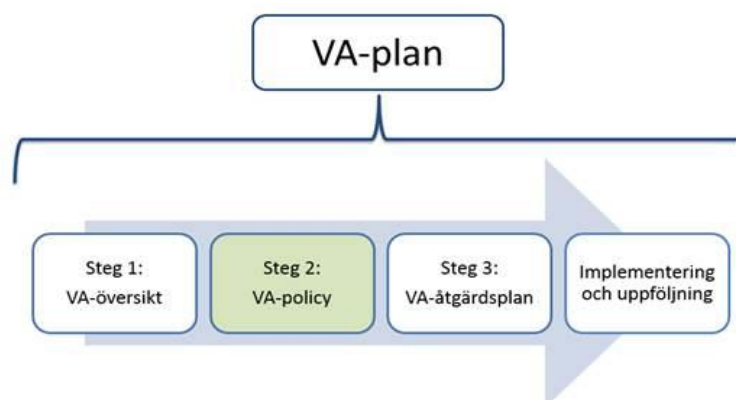 VA-plan
Steg 1:
VA-översikt
Steg 2:
VA-policy
Steg 3:
VA-åtgärdsplan
Implementering
och uppföljning